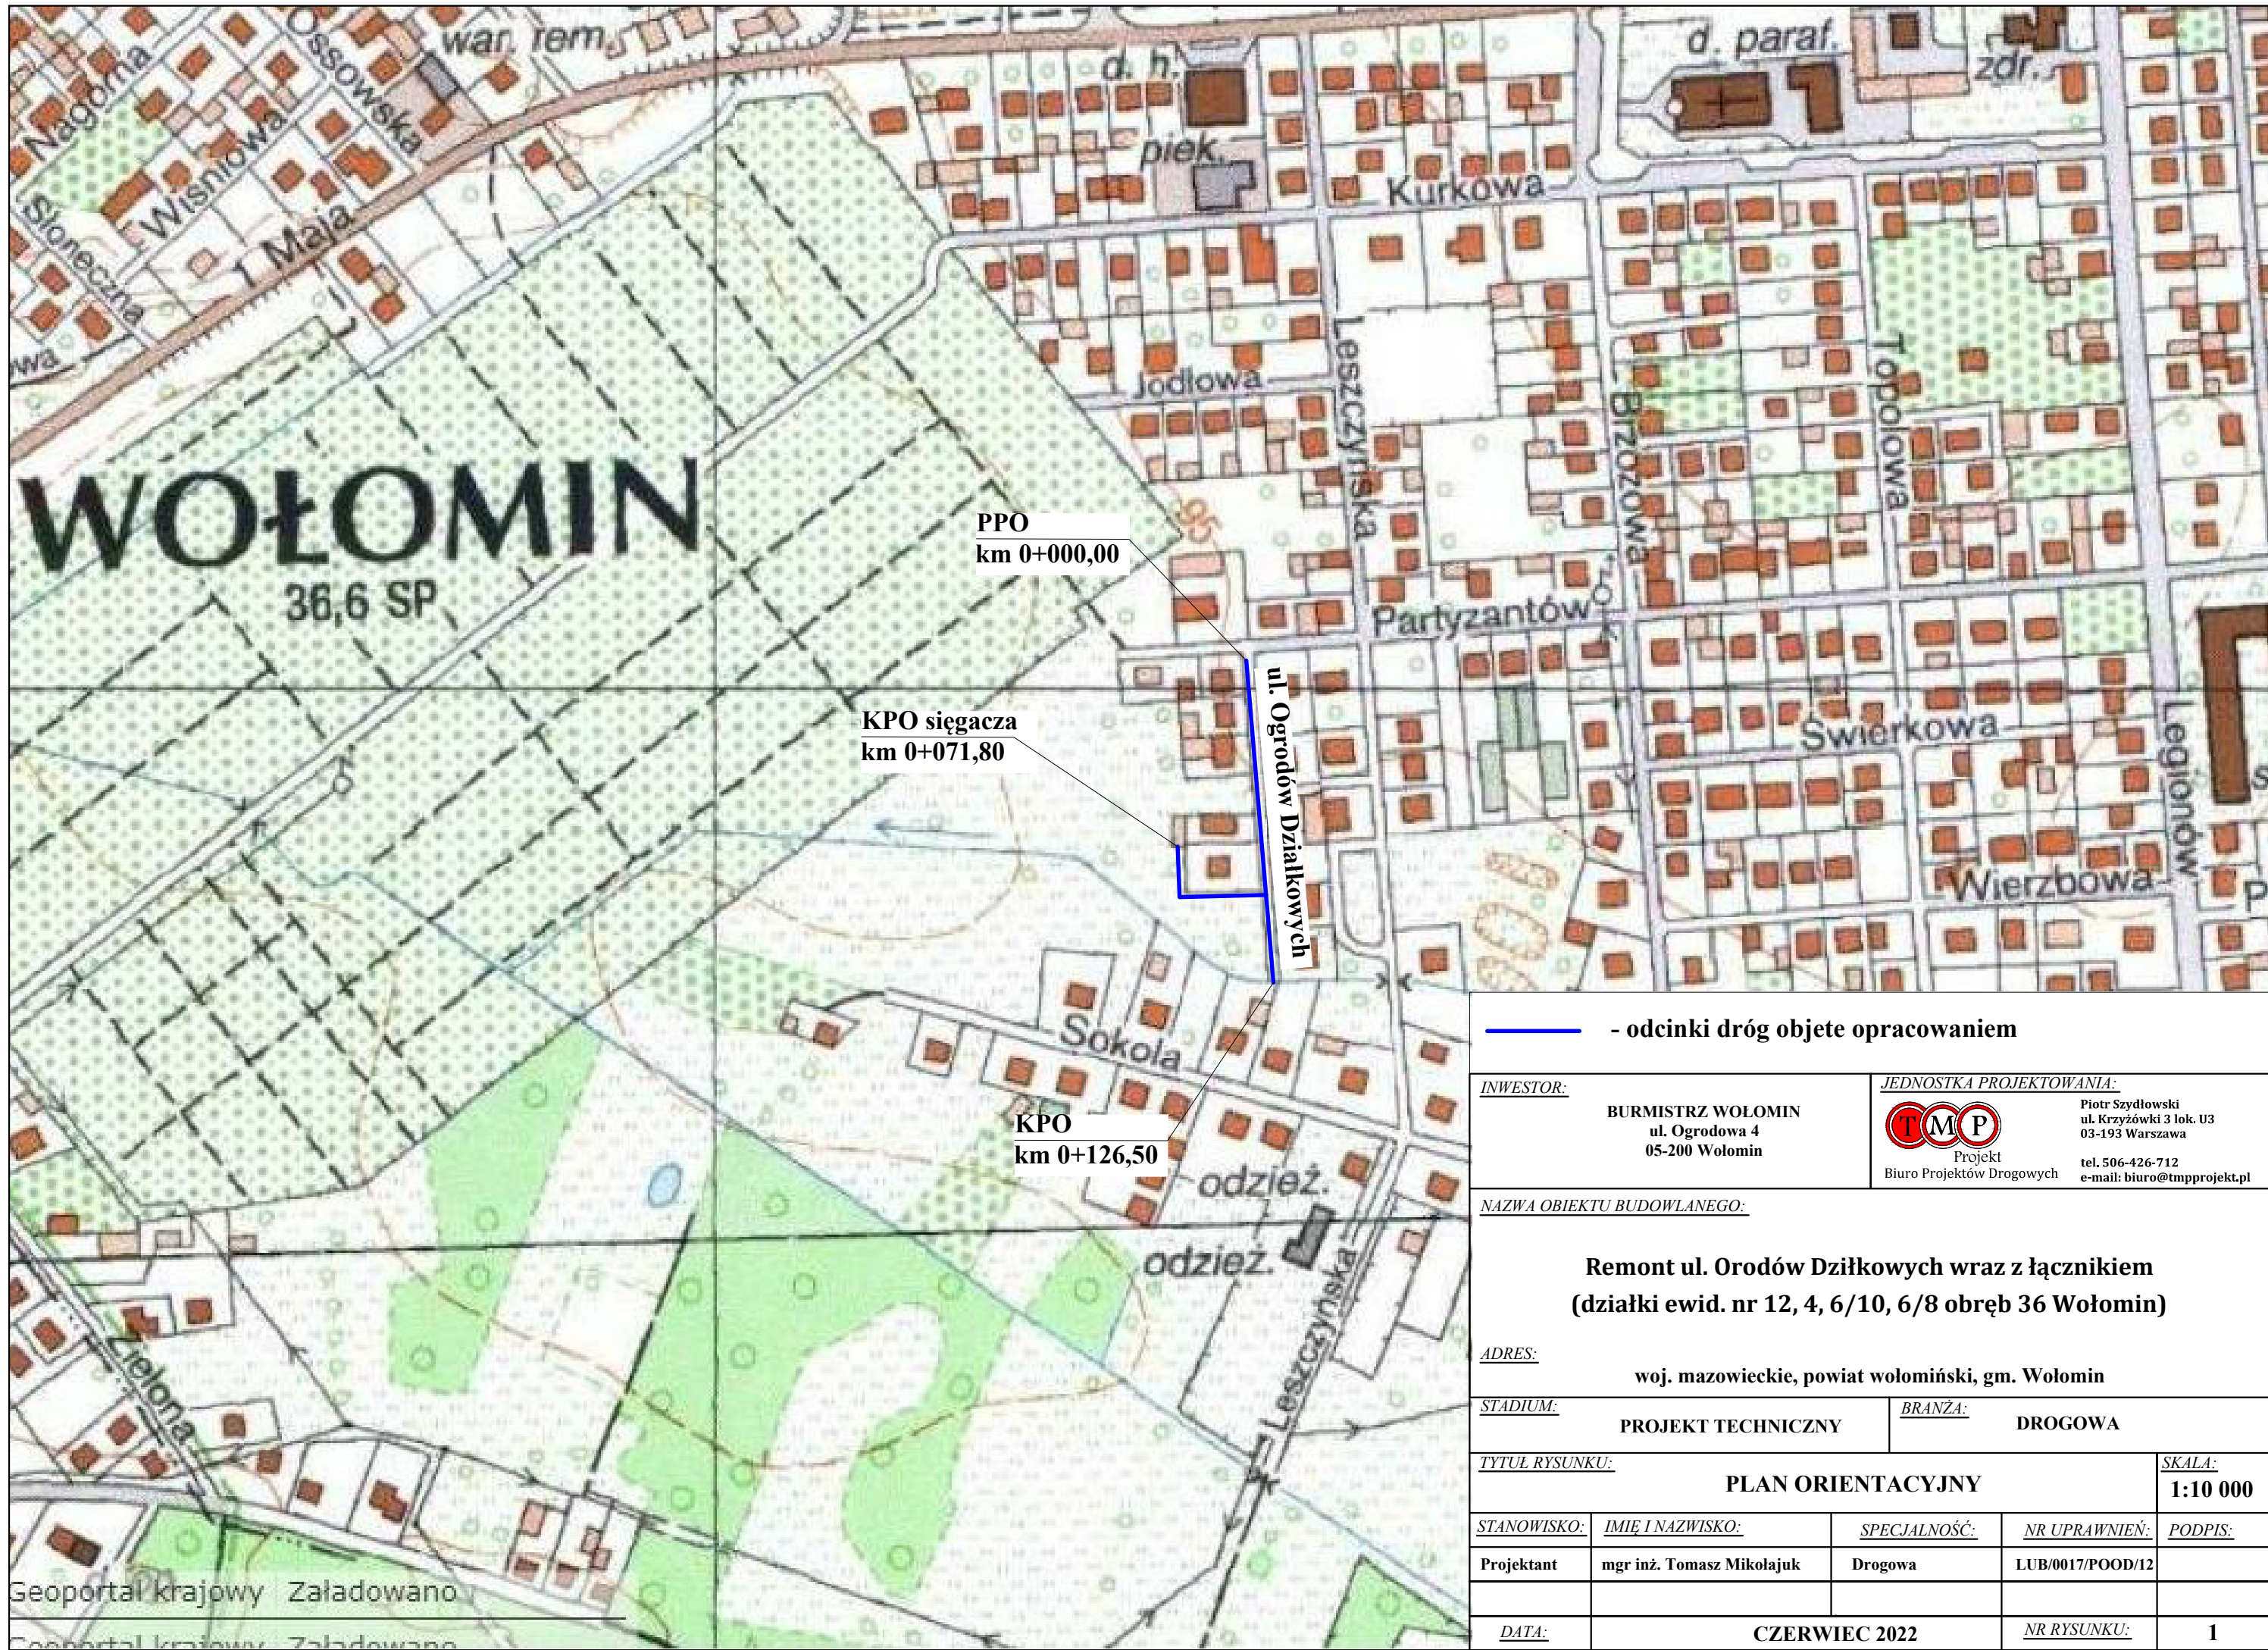 war. rem.
Ossowska
Nagórna
Wiśniowa
Słoneczna
1 Maja
owa
d. h.
piek.
Kurkowa
d. paraf.
zdr.
Jodłowa
Leszczyńska
Brzozowa
Topolowa
WOŁOMIN
36,6 SP
95
PPO
km 0+000,00
Partyzantów
KPO sięgacza
km 0+071,80
ul. Ogrodów Działkowych
Świerkowa
Legionów
Wierzbowa
P
Sokola
KPO
km 0+126,50
odzież.
odzież.
Leszczyńska
Zielona
Geoportal krajowy Załadowano
Geoportal krajowy Załadowano
- odcinki dróg objete opracowaniem
INWESTOR:
BURMISTRZ WOŁOMIN
ul. Ogrodowa 4
05-200 Wołomin
JEDNOSTKA PROJEKTOWANIA:
TMP
Projekt
Biuro Projektów Drogowych
Piotr Szydłowski
ul. Krzyżówki 3 lok. U3
03-193 Warszawa
tel. 506-426-712
e-mail: biuro@tmpprojekt.pl
NAZWA OBIEKTU BUDOWLANEGO:
Remont ul. Orodów Dziłkowych wraz z łącznikiem
(działki ewid. nr 12, 4, 6/10, 6/8 obręb 36 Wołomin)
ADRES:
woj. mazowieckie, powiat wołomiński, gm. Wołomin
STADIUM:
PROJEKT TECHNICZNY
BRANŻA:
DROGOWA
TYTUŁ RYSUNKU:
PLAN ORIENTACYJNY
SKALA:
1:10 000
STANOWISKO: IMIĘ I NAZWISKO: SPECJALNOŚĆ: NR UPRAWNIEŃ: PODPIS:
Projektant mgr inż. Tomasz Mikołajuk Drogowa LUB/0017/POOD/12
DATA: CZERWIEC 2022 NR RYSUNKU: 1